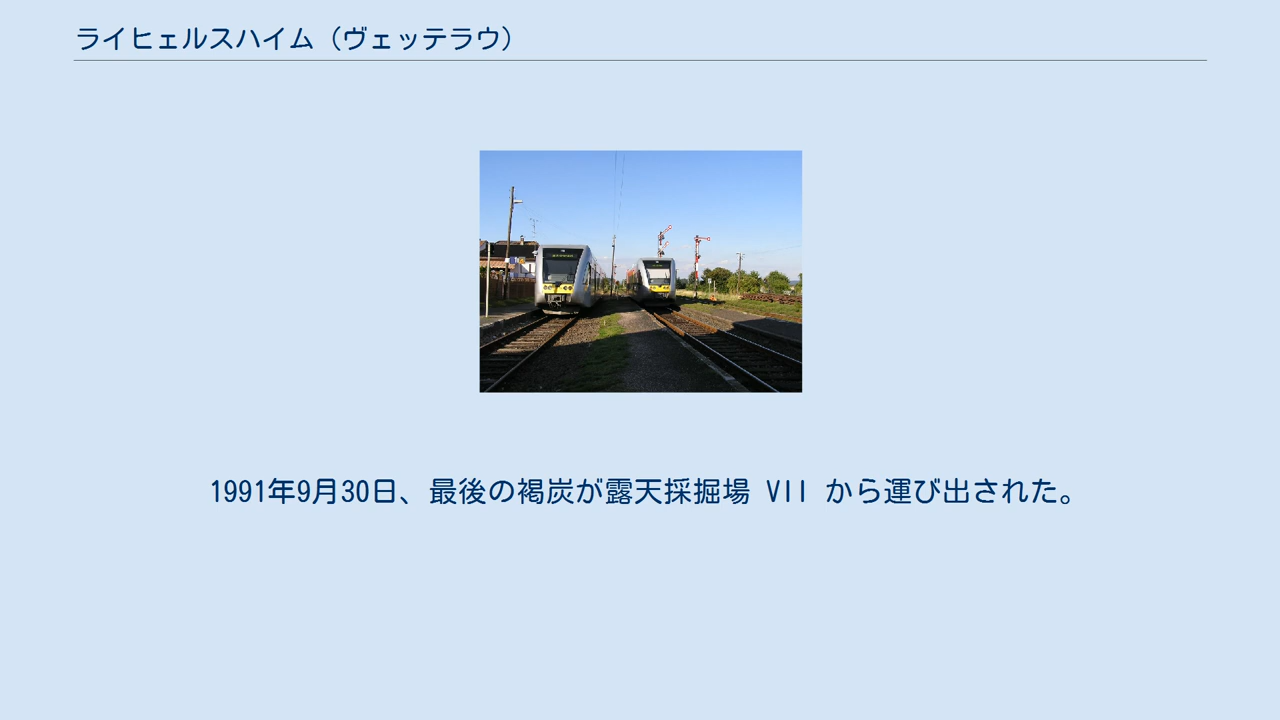 ライヒェルスハイム（ヴェッテラウ）
1991年9月30日、最後の褐炭が露天採掘場 VII から運び出された。